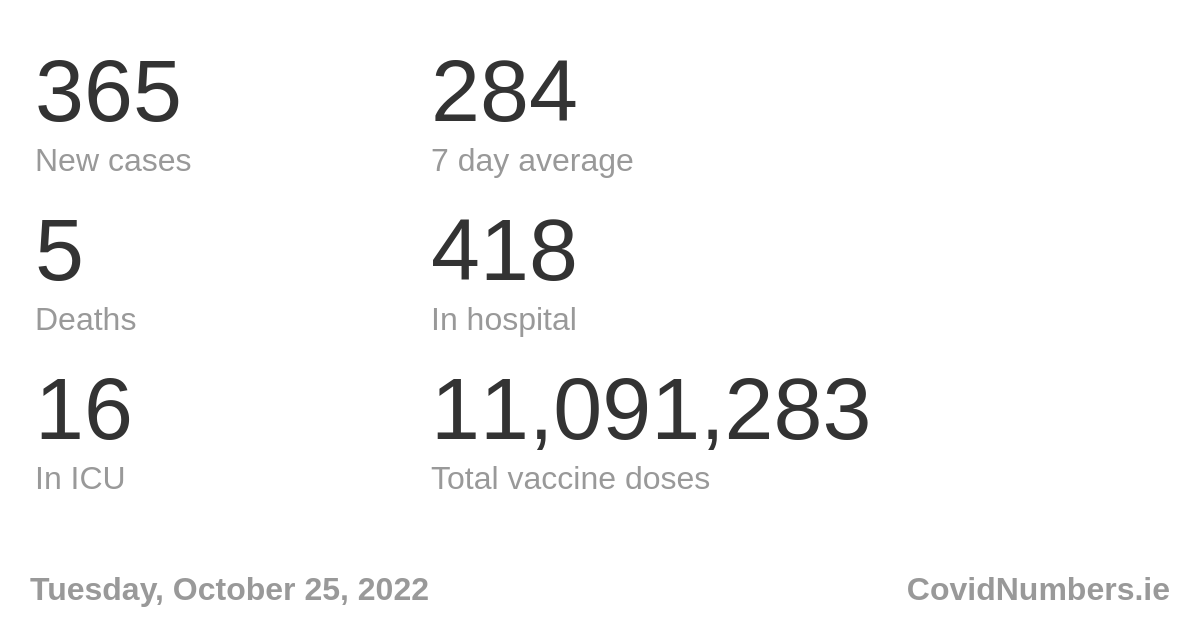 365
New cases
284
7 day average
5
Deaths
418
In hospital
16
In ICU
11,091,283
Total vaccine doses
Tuesday, October 25, 2022
CovidNumbers.ie